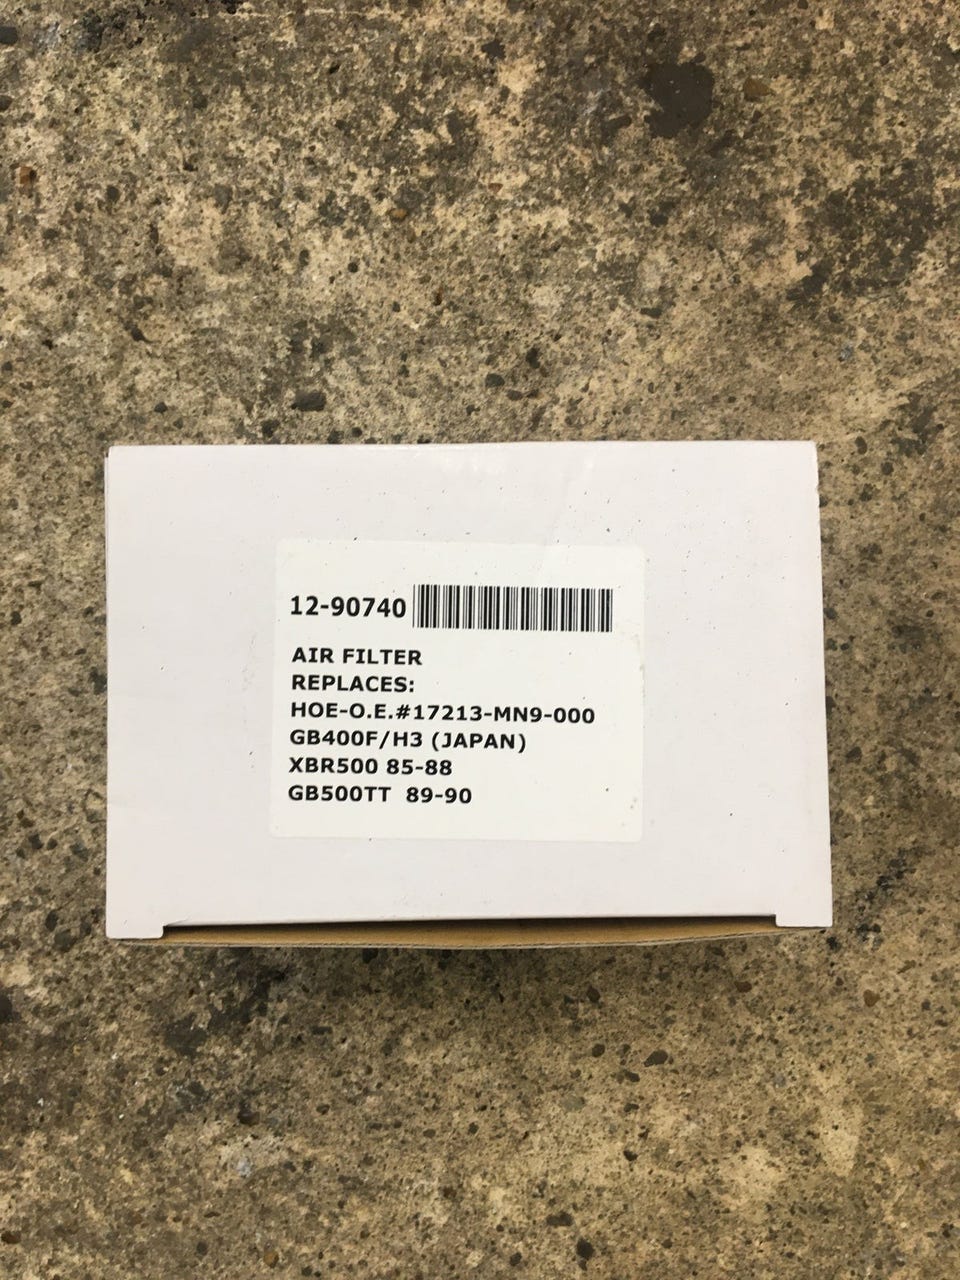 12-90740
AIR FILTER
REPLACES:
HOE-O.E.#17213-MN9-000
GB400F/H3 (JAPAN)
XBR500 85-88
GB500TT 89-90